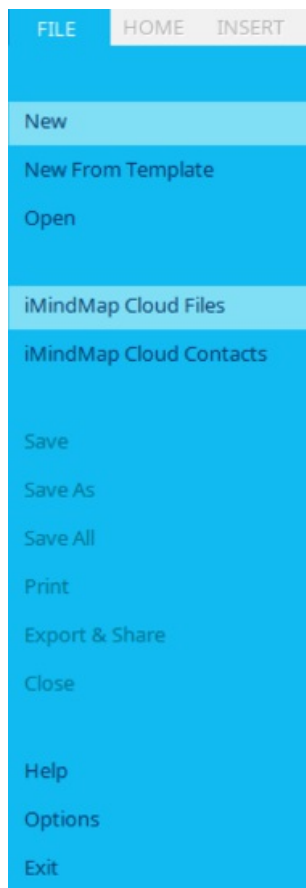 FILE HOME INSERT
New
New From Template
Open
iMindMap Cloud Files
iMindMap Cloud Contacts
Save
Save As
Save All
Print
Export & Share
Close
Help
Options
Exit